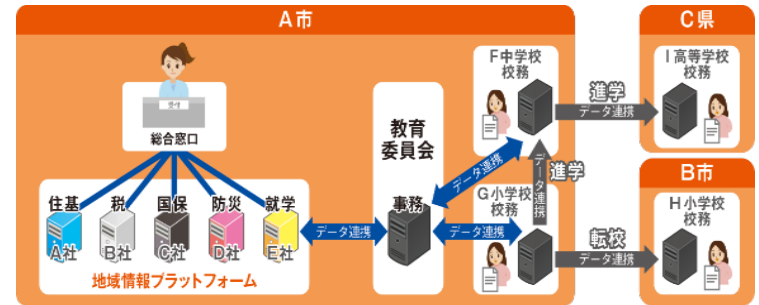 A市
C県
B市
受付
総合窓口
住基
税
国保
防災
就学
A社
B社
C社
D社
E社
地域情報プラットフォーム
データ連携
教育
委員会
事務
データ連携
データ連携
F中学校
校務
G小学校
校務
進学
データ連携
進学
データ連携
転校
データ連携
I高等学校
校務
H小学校
校務